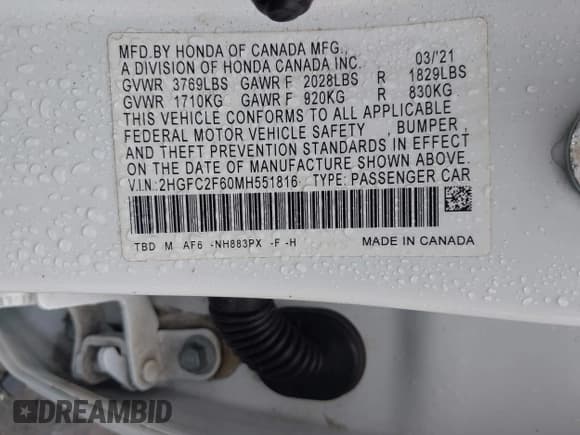 MFD.BY HONDA OF CANADA MFG., 03/'21
A DIVISION OF HONDA CANADA INC.
GVWR 3769LBS GAWR F 2028LBS R 1829LBS
GVWR 1710KG GAWR F 920KG R 830KG
THIS VEHICLE CONFORMS TO ALL APPLICABLE
FEDERAL MOTOR VEHICLE SAFETY , BUMPER ,
AND THEFT PREVENTION STANDARDS IN EFFECT
ON THE DATE OF MANUFACTURE SHOWN ABOVE.
V.I.N: 2HGFC2F60MH551816 TYPE: PASSENGER CAR
TBD M AF6 -NH883PX -F -H MADE IN CANADA
DREAMBID